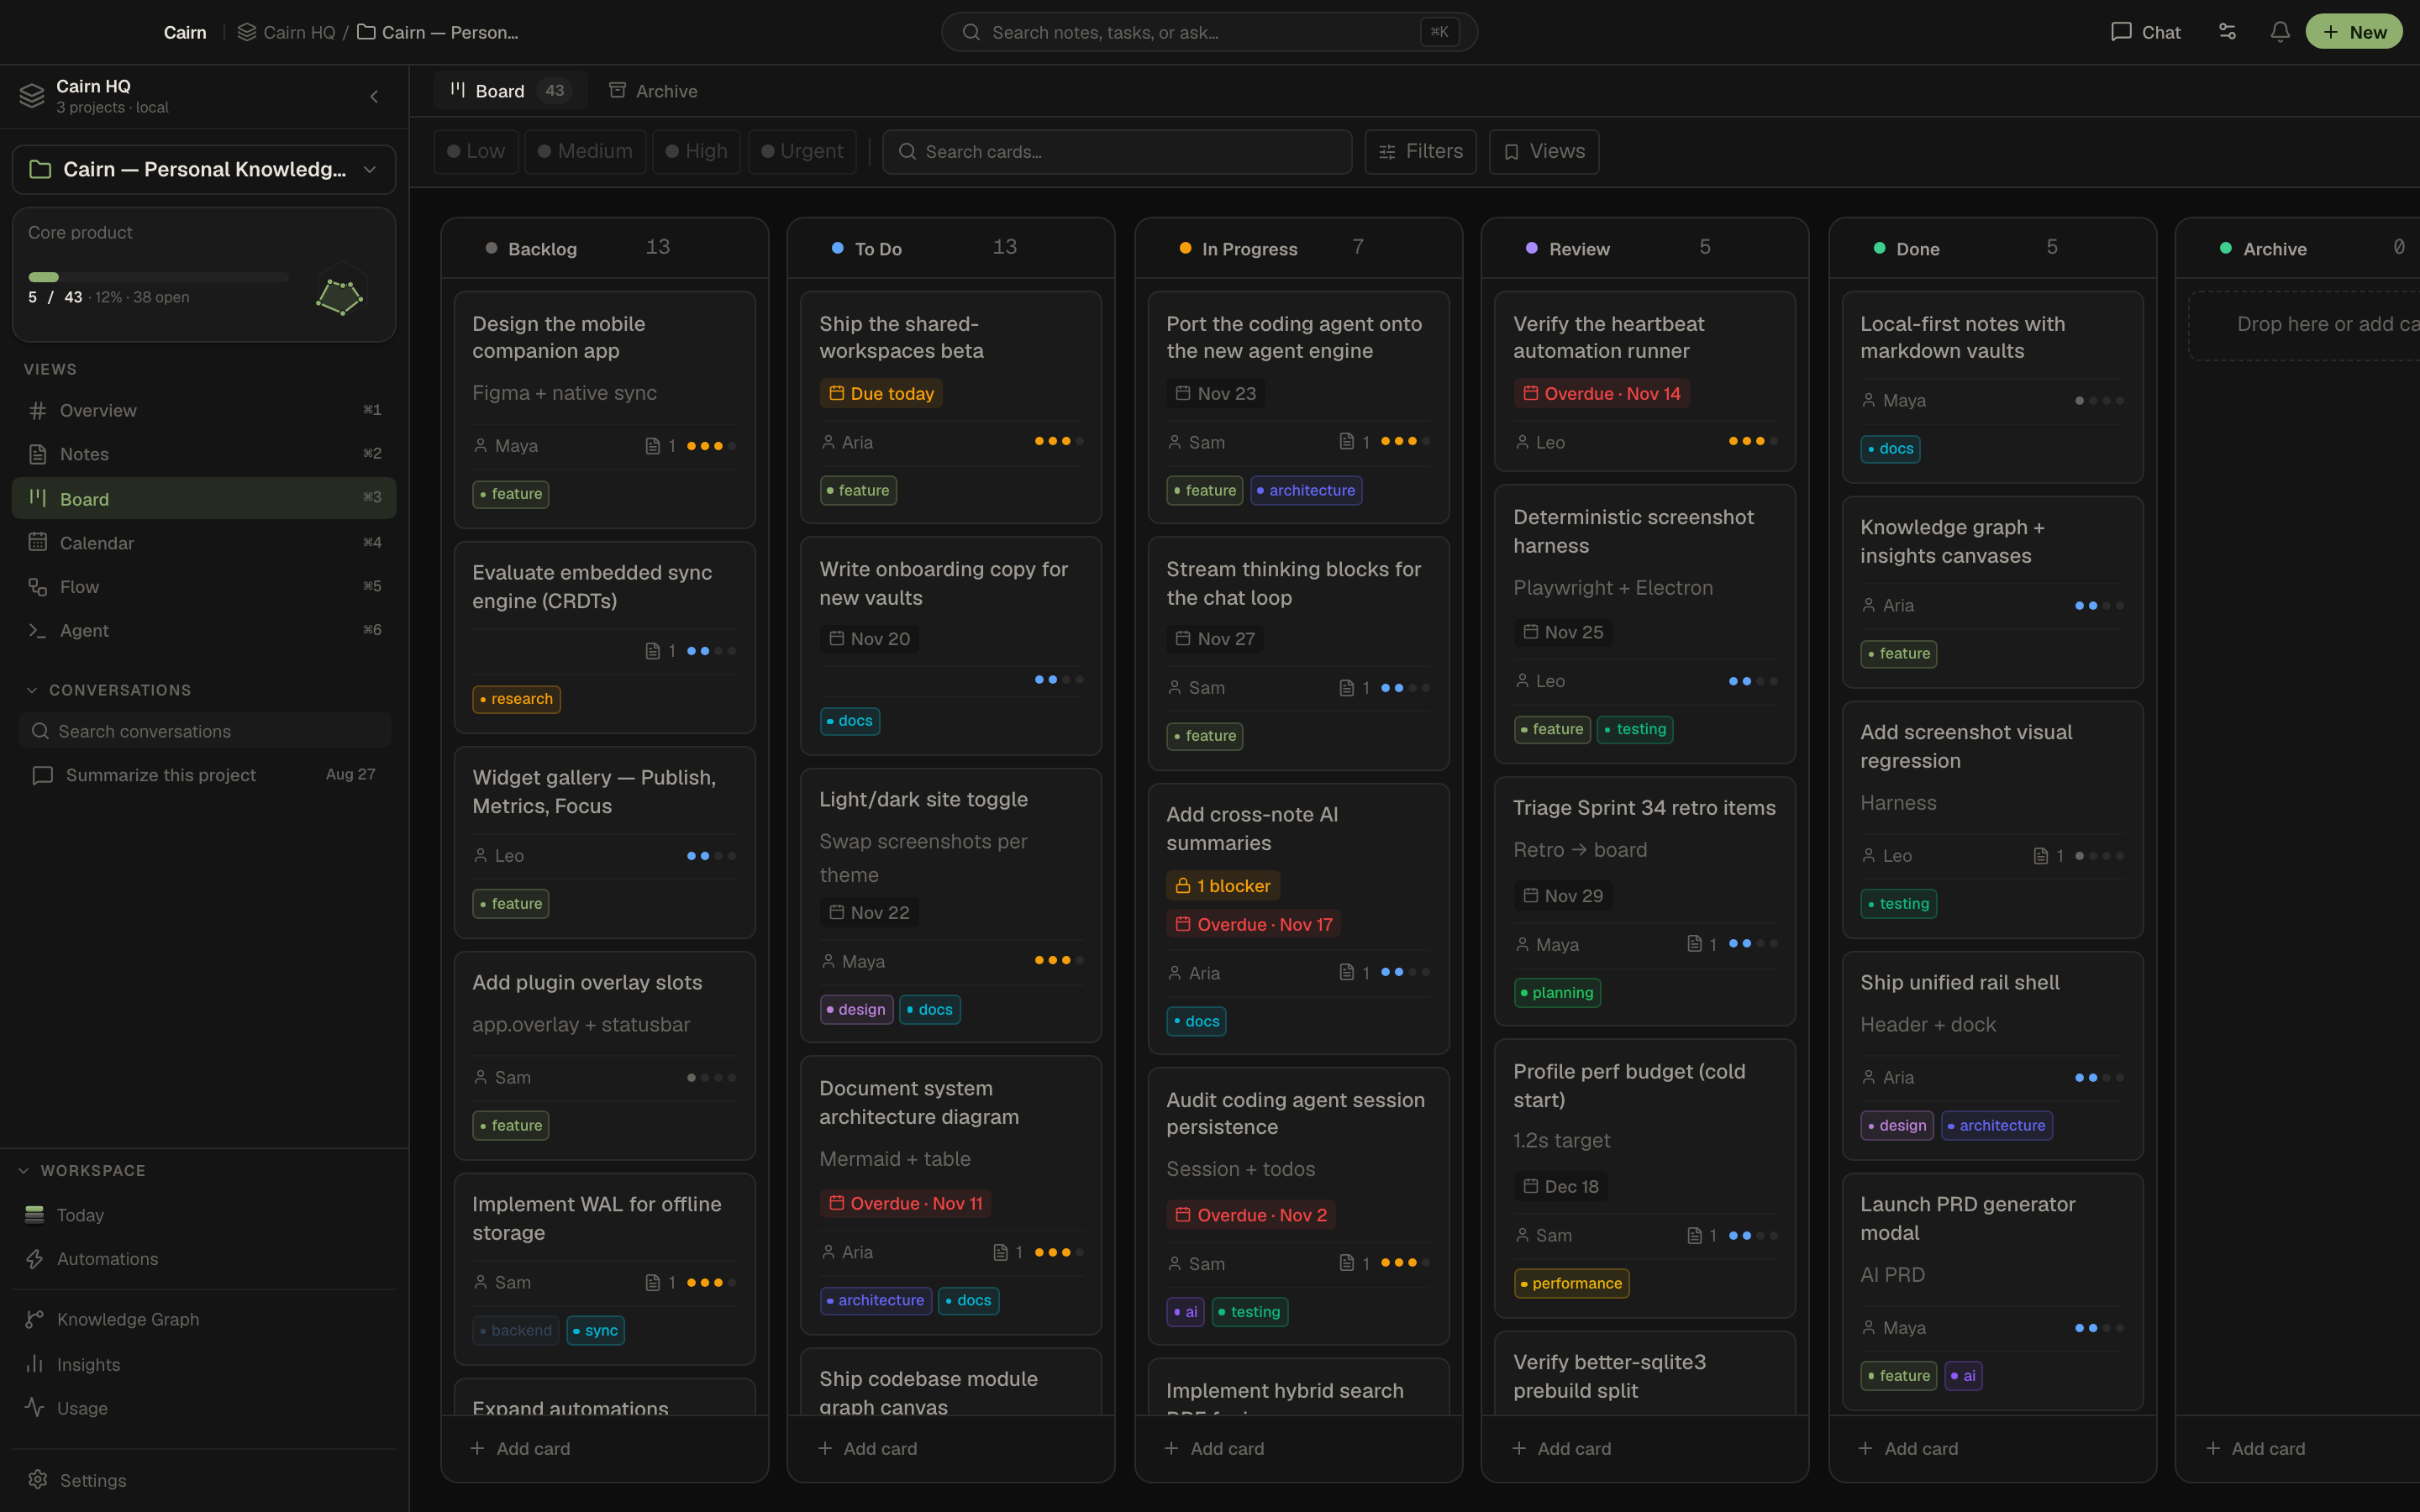 Cairn
Cairn HQ / Cairn — Person...
Search notes, tasks, or ask...
⌘K
Chat
New
Cairn HQ
3 projects · local
Cairn — Personal Knowledg...
Core product
5 / 43 · 12% · 38 open
VIEWS
Overview ⌘1
Notes ⌘2
Board ⌘3
Calendar ⌘4
Flow ⌘5
Agent ⌘6
CONVERSATIONS
Search conversations
Summarize this project Aug 27
WORKSPACE
Today
Automations
Knowledge Graph
Insights
Usage
Settings
Board 43
Archive
Low
Medium
High
Urgent
Search cards...
Filters
Views
Backlog 13
Design the mobile
companion app
Figma + native sync
Maya 1
feature
Evaluate embedded sync
engine (CRDTs)
1
research
Widget gallery — Publish,
Metrics, Focus
Leo
feature
Add plugin overlay slots
app.overlay + statusbar
Sam
feature
Implement WAL for offline
storage
Sam 1
backend sync
Expand automations
Add card
To Do 13
Ship the shared-
workspaces beta
Due today
Aria
feature
Write onboarding copy for
new vaults
Nov 20
docs
Light/dark site toggle
Swap screenshots per
theme
Nov 22
Maya
design docs
Document system
architecture diagram
Mermaid + table
Overdue · Nov 11
Aria 1
architecture docs
Ship codebase module
graph canvas
Add card
In Progress 7
Port the coding agent onto
the new agent engine
Nov 23
Sam 1
feature architecture
Stream thinking blocks for
the chat loop
Nov 27
Sam 1
feature
Add cross-note AI
summaries
1 blocker
Overdue · Nov 17
Aria 1
docs
Audit coding agent session
persistence
Session + todos
Overdue · Nov 2
Sam 1
ai testing
Implement hybrid search
Add card
Review 5
Verify the heartbeat
automation runner
Overdue · Nov 14
Leo
Deterministic screenshot
harness
Playwright + Electron
Nov 25
Leo
feature testing
Triage Sprint 34 retro items
Retro → board
Nov 29
Maya 1
planning
Profile perf budget (cold
start)
1.2s target
Dec 18
Sam 1
performance
Verify better-sqlite3
prebuild split
Add card
Done 5
Local-first notes with
markdown vaults
Maya
docs
Knowledge graph +
insights canvases
Aria
feature
Add screenshot visual
regression
Harness
Leo 1
testing
Ship unified rail shell
Header + dock
Aria
design architecture
Launch PRD generator
modal
AI PRD
Maya
feature ai
Add card
Archive 0
Drop here or add ca
Add card